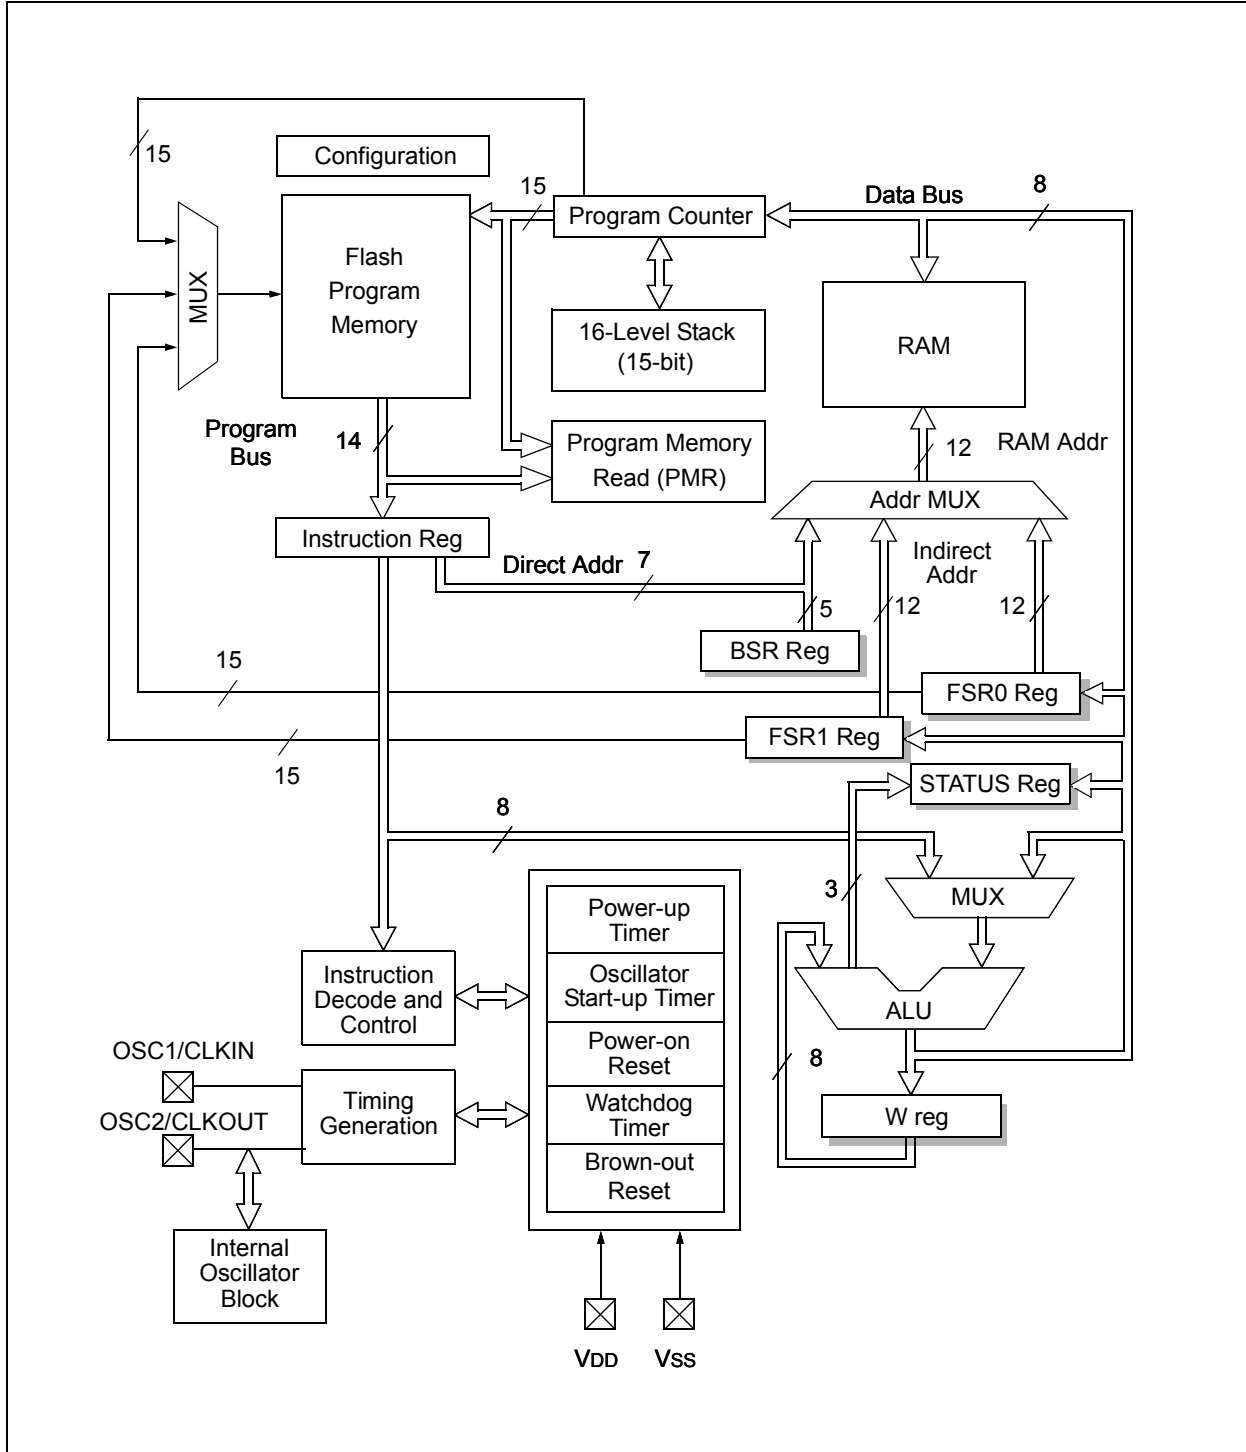 15
Configuration
15
Program Counter
Data Bus
8
MUX
Flash
Program
Memory
16-Level Stack
(15-bit)
RAM
Program
Bus
14
Program Memory
Read (PMR)
12
RAM Addr
Addr MUX
Instruction Reg
Direct Addr
7
Indirect
Addr
5
12
12
BSR Reg
15
FSR0 Reg
FSR1 Reg
15
STATUS Reg
8
3
MUX
Power-up
Timer
Instruction
Decode and
Control
Oscillator
Start-up Timer
ALU
OSC1/CLKIN
Power-on
Reset
8
OSC2/CLKOUT
Timing
Generation
Watchdog
Timer
W reg
Brown-out
Reset
Internal
Oscillator
Block
VDD
VSS